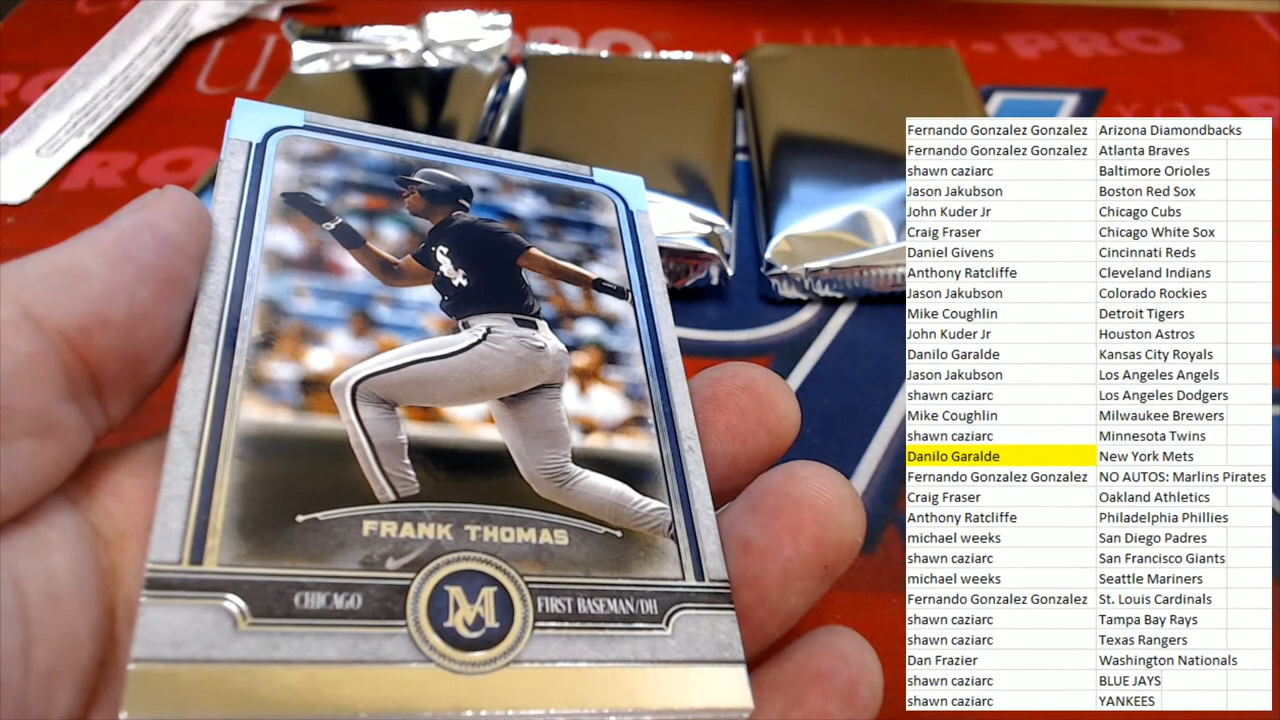 FRANK THOMAS
CHICAGO
MC
FIRST BASEMAN/DH
Sox
PRO
PRO
Fernando Gonzalez Gonzalez Arizona Diamondbacks
Fernando Gonzalez Gonzalez Atlanta Braves
shawn caziarc Baltimore Orioles
Jason Jakubson Boston Red Sox
John Kuder Jr Chicago Cubs
Craig Fraser Chicago White Sox
Daniel Givens Cincinnati Reds
Anthony Ratcliffe Cleveland Indians
Jason Jakubson Colorado Rockies
Mike Coughlin Detroit Tigers
John Kuder Jr Houston Astros
Danilo Garalde Kansas City Royals
Jason Jakubson Los Angeles Angels
shawn caziarc Los Angeles Dodgers
Mike Coughlin Milwaukee Brewers
shawn caziarc Minnesota Twins
Danilo Garalde New York Mets
Fernando Gonzalez Gonzalez NO AUTOS: Marlins Pirates
Craig Fraser Oakland Athletics
Anthony Ratcliffe Philadelphia Phillies
michael weeks San Diego Padres
shawn caziarc San Francisco Giants
michael weeks Seattle Mariners
Fernando Gonzalez Gonzalez St. Louis Cardinals
shawn caziarc Tampa Bay Rays
shawn caziarc Texas Rangers
Dan Frazier Washington Nationals
shawn caziarc BLUE JAYS
shawn caziarc YANKEES